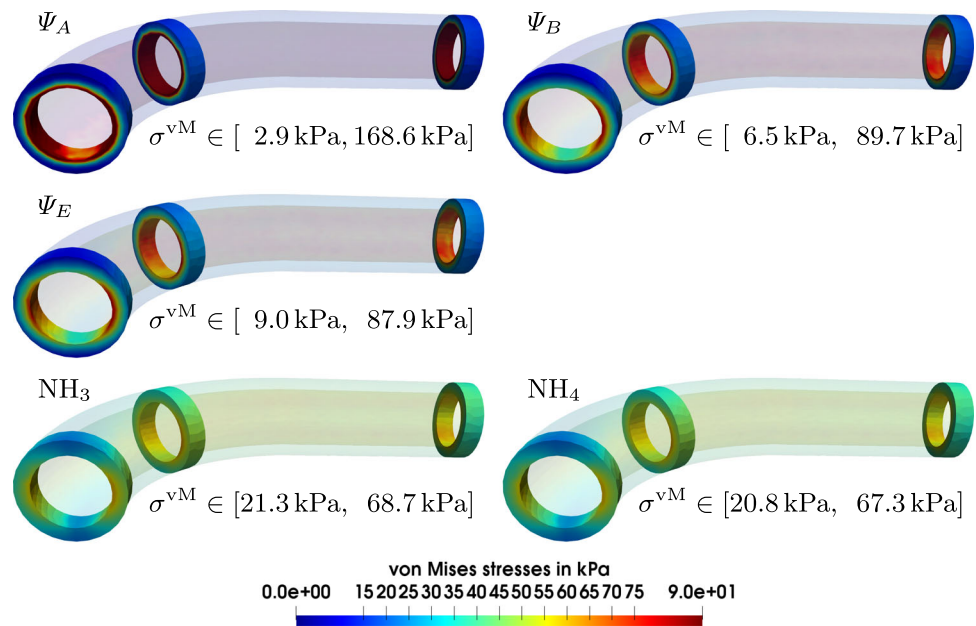 Ψ_A
Ψ_B
σ^vM ∈ [ 2.9 kPa, 168.6 kPa]
σ^vM ∈ [ 6.5 kPa, 89.7 kPa]
Ψ_E
σ^vM ∈ [ 9.0 kPa, 87.9 kPa]
NH_3
NH_4
σ^vM ∈ [21.3 kPa, 68.7 kPa]
σ^vM ∈ [20.8 kPa, 67.3 kPa]
von Mises stresses in kPa
0.0e+00 15 20 25 30 35 40 45 50 55 60 65 70 75 9.0e+01